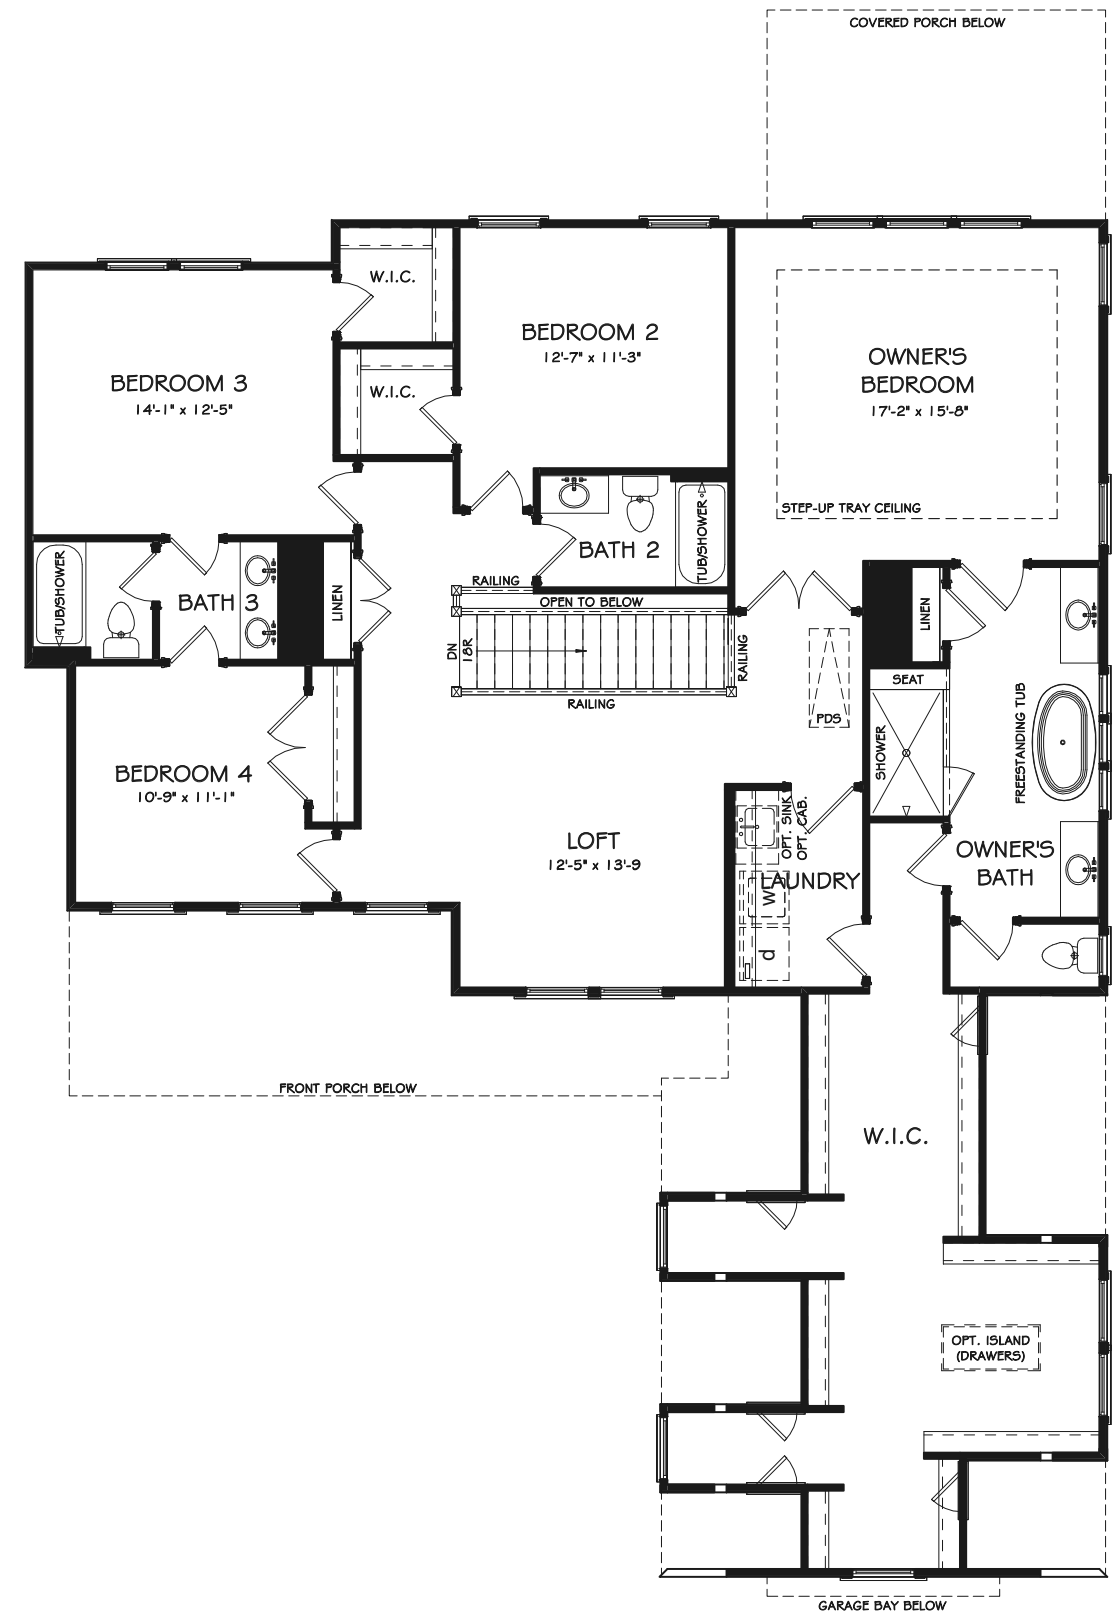 COVERED PORCH BELOW
W.I.C.
BEDROOM 2
12'-7" x 11'-3"
OWNER'S
BEDROOM
17'-2" x 15'-8"
BEDROOM 3
14'-1" x 12'-5"
W.I.C.
STEP-UP TRAY CEILING
BATH 2
TUB/SHOWER
TUB/SHOWER
BATH 3
LINEN
RAILING
OPEN TO BELOW
DN
18R
RAILING
RAILING
LINEN
SEAT
SHOWER
PDS
FREESTANDING TUB
BEDROOM 4
10'-9" x 11'-1"
LOFT
12'-5" x 13'-9
OPT. SINK
OPT. CAB.
LAUNDRY
W
d
OWNER'S
BATH
FRONT PORCH BELOW
W.I.C.
OPT. ISLAND
(DRAWERS)
GARAGE BAY BELOW